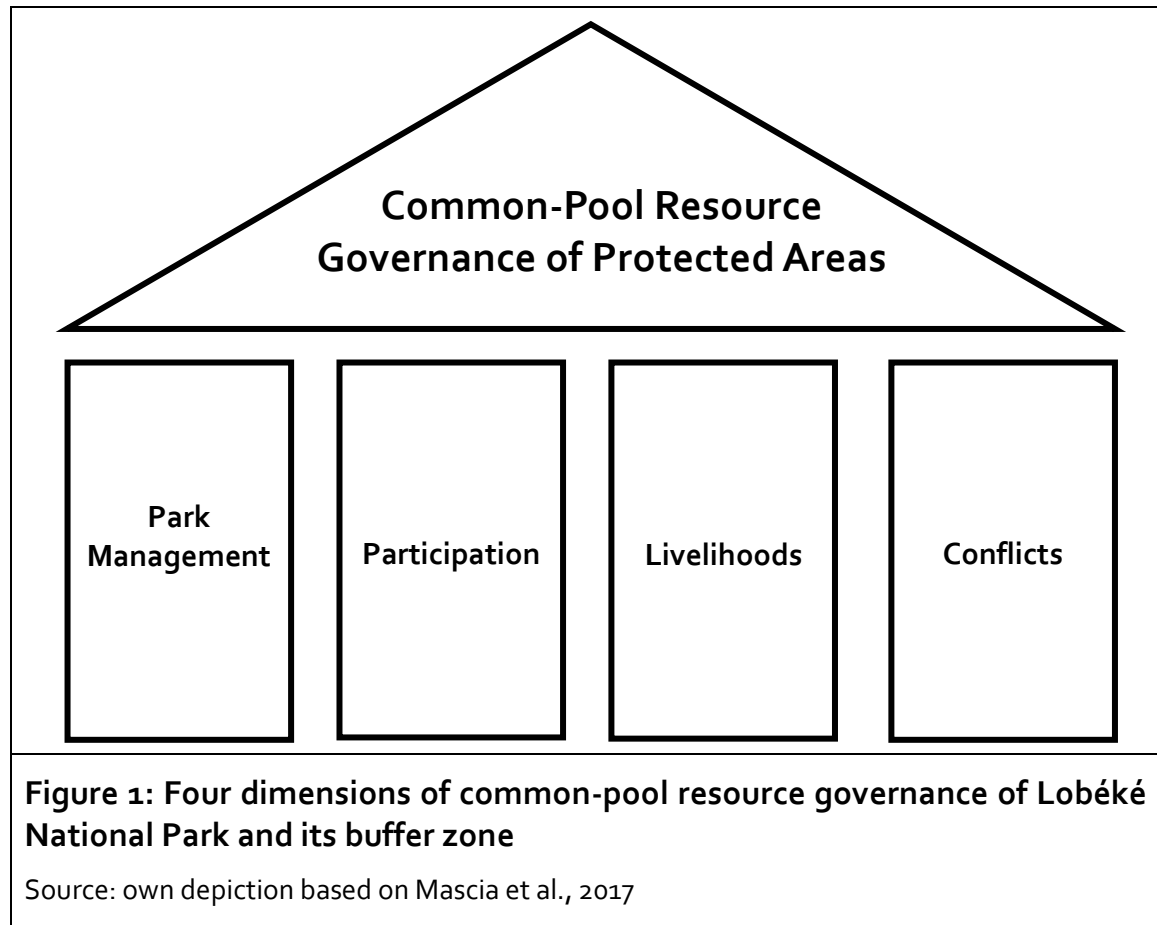 Common-Pool Resource
Governance of Protected Areas
Park
Management
Participation
Livelihoods
Conflicts
Figure 1: Four dimensions of common-pool resource governance of Lobéké
National Park and its buffer zone
Source: own depiction based on Mascia et al., 2017